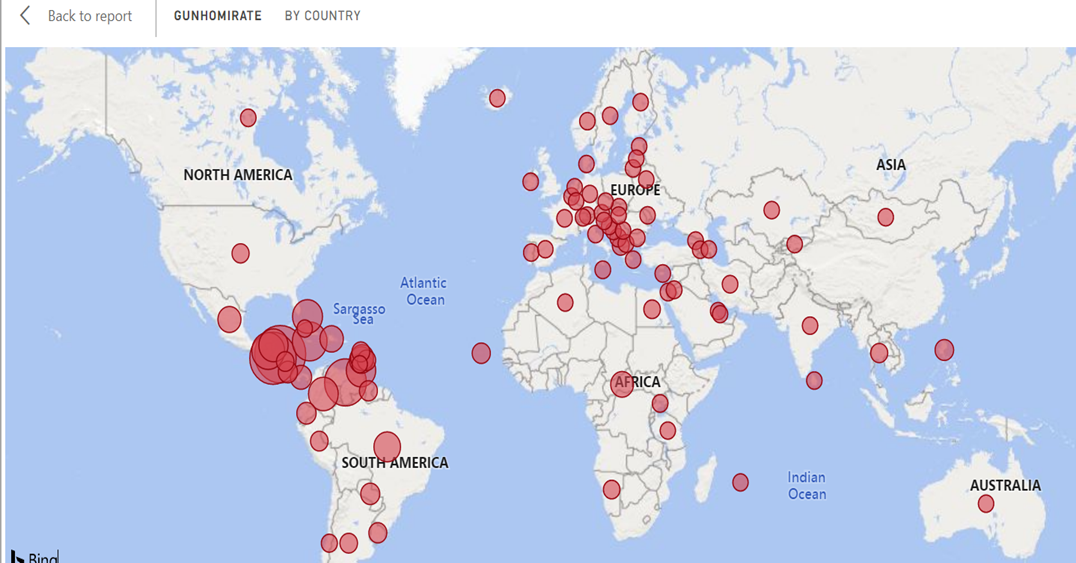 Back to report
GUNHOMIRATE
BY COUNTRY
NORTH AMERICA
EUROPE
ASIA
Atlantic
Ocean
Sargasso
Sea
AFRICA
SOUTH AMERICA
Indian
Ocean
AUSTRALIA
Bing